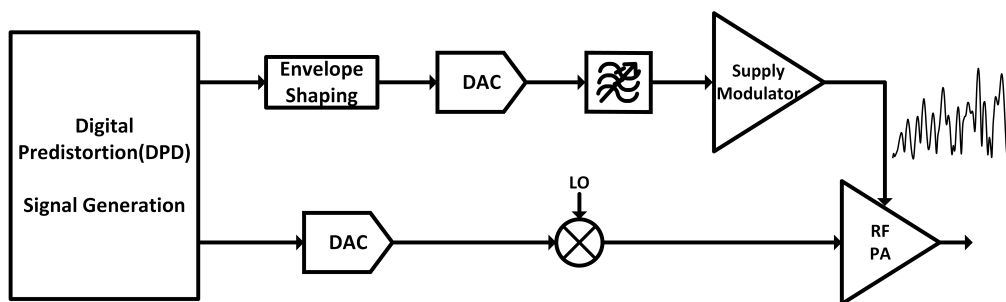 Digital
Predistortion(DPD)
Signal Generation
Envelope
Shaping
DAC
Supply
Modulator
DAC
LO
RF
PA